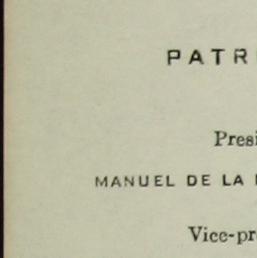 PATR
Presi
MANUEL DE LA
Vice-pr